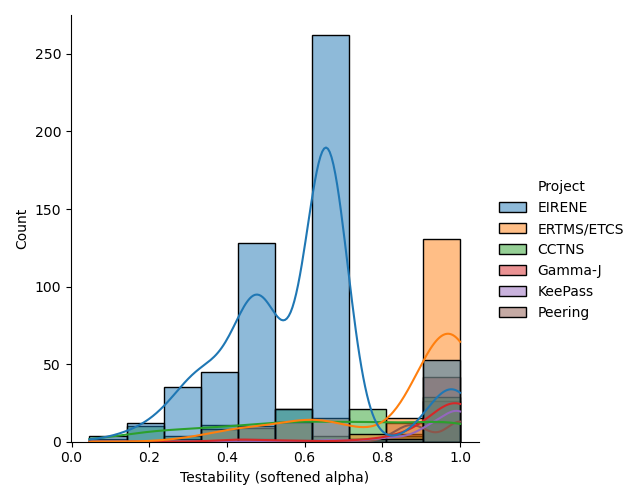 250
200
150
100
50
0
Count
0.0 0.2 0.4 0.6 0.8 1.0
Testability (softened alpha)
Project
EIRENE
ERTMS/ETCS
CCTNS
Gamma-J
KeePass
Peering